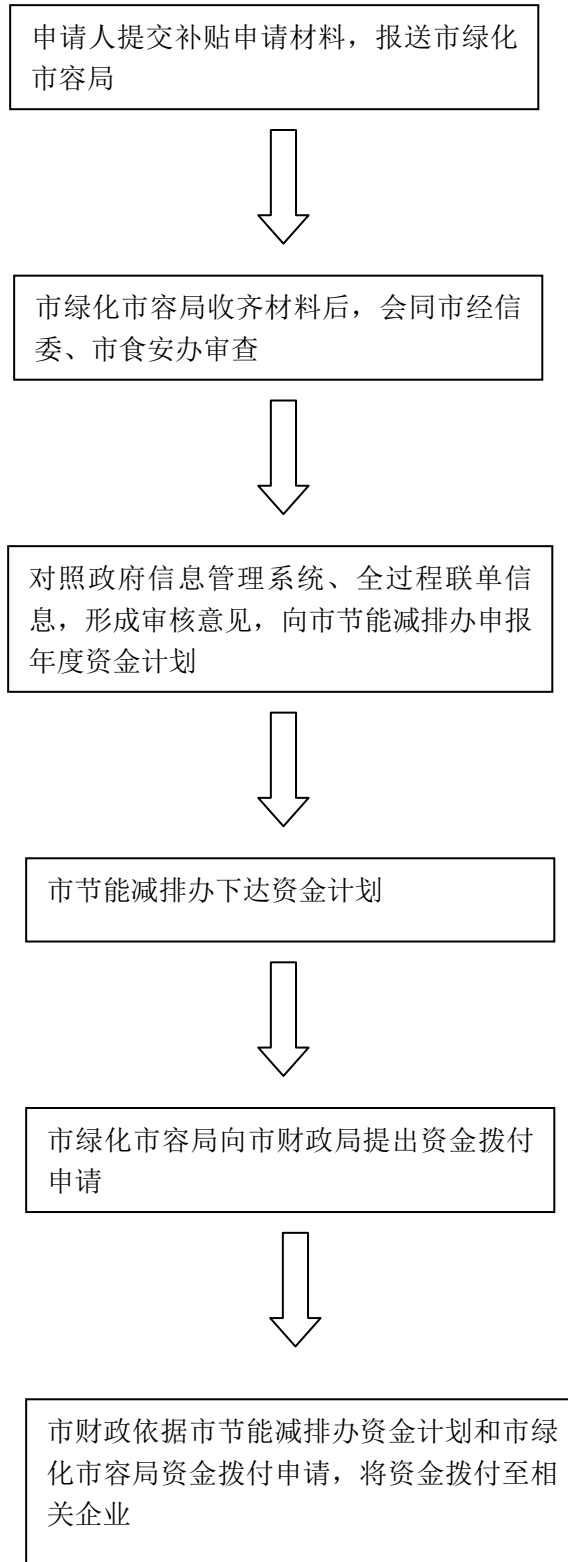 申请人提交补贴申请材料，报送市绿化
市容局
市绿化市容局收齐材料后，会同市经信
委、市食安办审查
对照政府信息管理系统、全过程联单信
息，形成审核意见，向市节能减排办申报
年度资金计划
市节能减排办下达资金计划
市绿化市容局向市财政局提出资金拨付
申请
市财政依据市节能减排办资金计划和市绿
化市容局资金拨付申请，将资金拨付至相
关企业